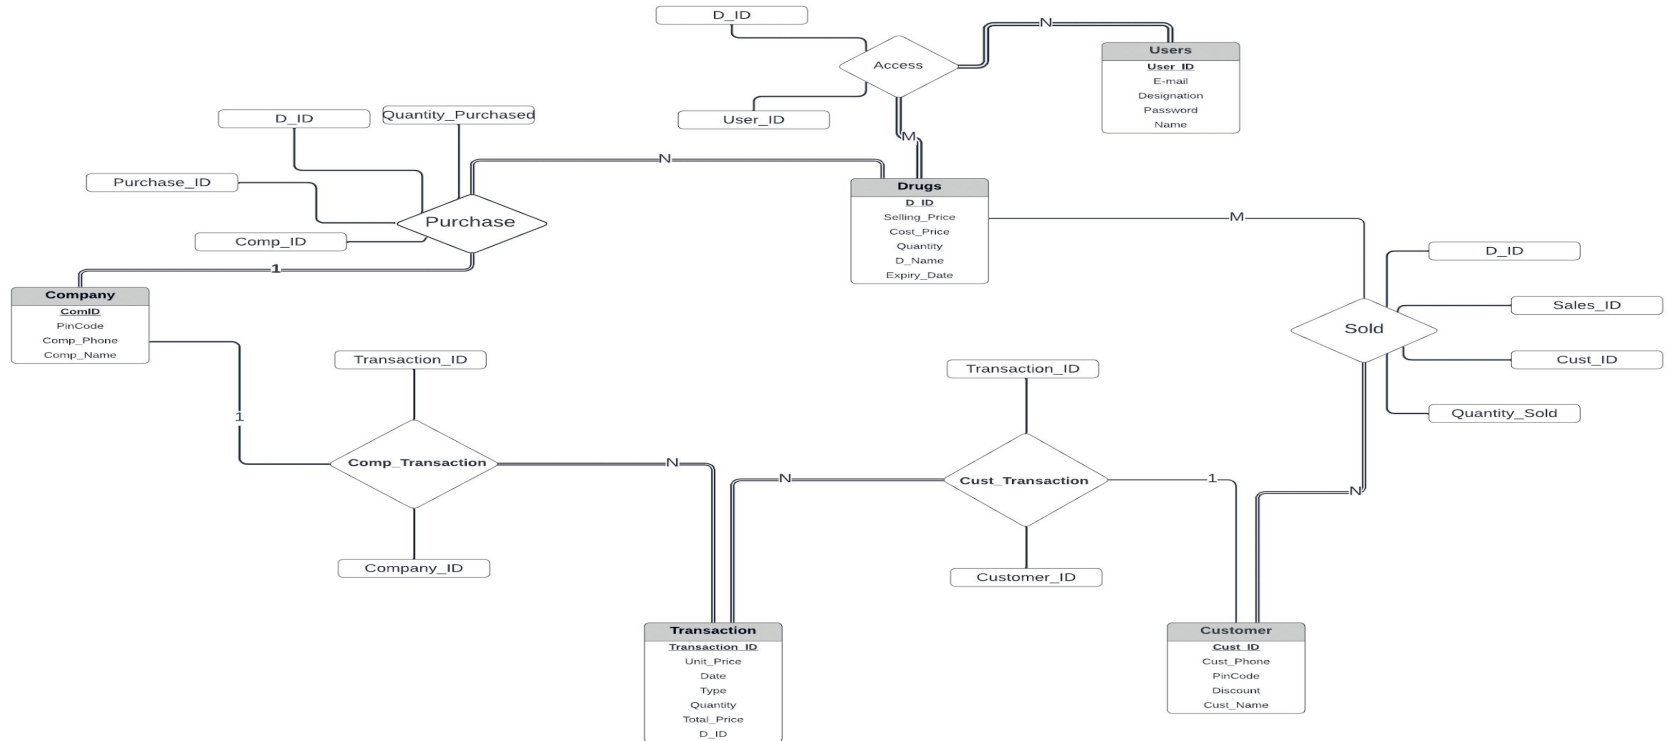 D_ID
N
Users
User_ID
E-mail
Designation
Password
Name
Access
User_ID
M
D_ID
Quantity_Purchased
Purchase_ID
Purchase
Comp_ID
N
1
Drugs
D_ID
Selling_Price
Cost_Price
Quantity
D_Name
Expiry_Date
M
D_ID
Sales_ID
Sold
Cust_ID
Quantity_Sold
N
Company
ComID
PinCode
Comp_Phone
Comp_Name
1
Transaction_ID
Comp_Transaction
Company_ID
N
Transaction_ID
N
Cust_Transaction
1
Customer_ID
Transaction
Transaction_ID
Unit_Price
Date
Type
Quantity
Total_Price
D_ID
Customer
Cust_ID
Cust_Phone
PinCode
Discount
Cust_Name